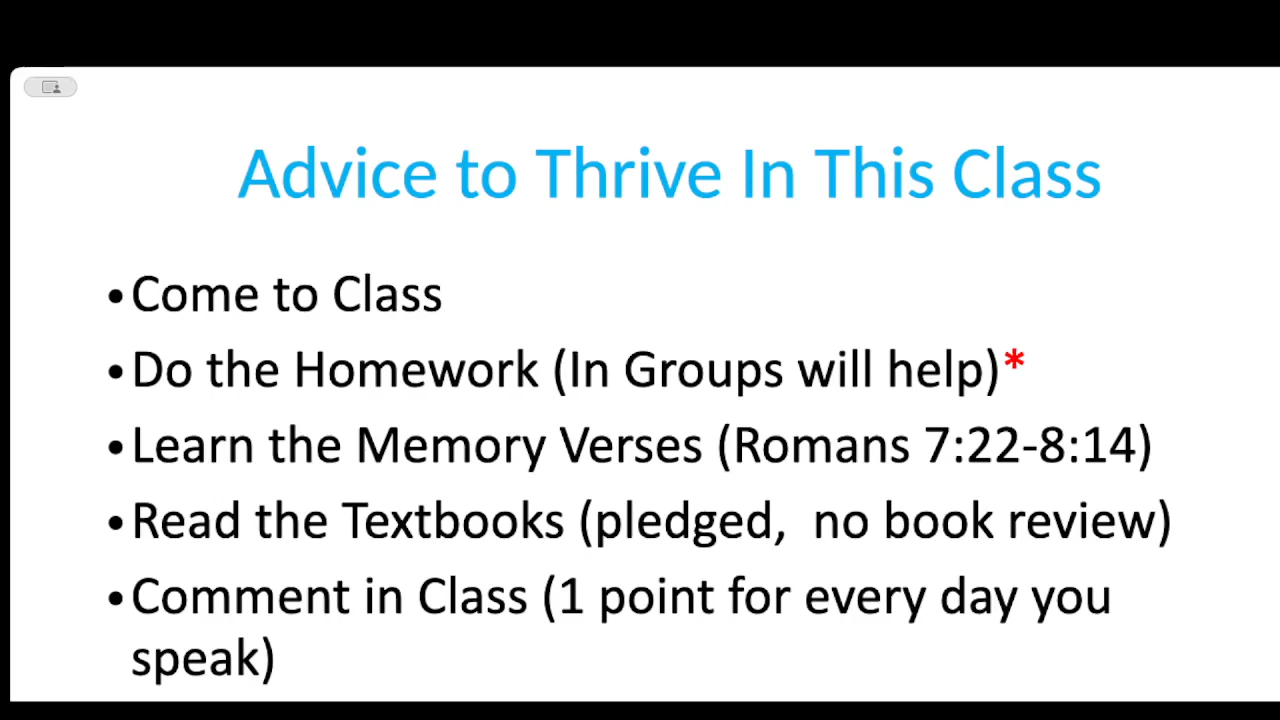 Advice to Thrive In This Class
•Come to Class
•Do the Homework (In Groups will help)*
•Learn the Memory Verses (Romans 7:22-8:14)
•Read the Textbooks (pledged,  no book review)
•Comment in Class (1 point for every day you
speak)